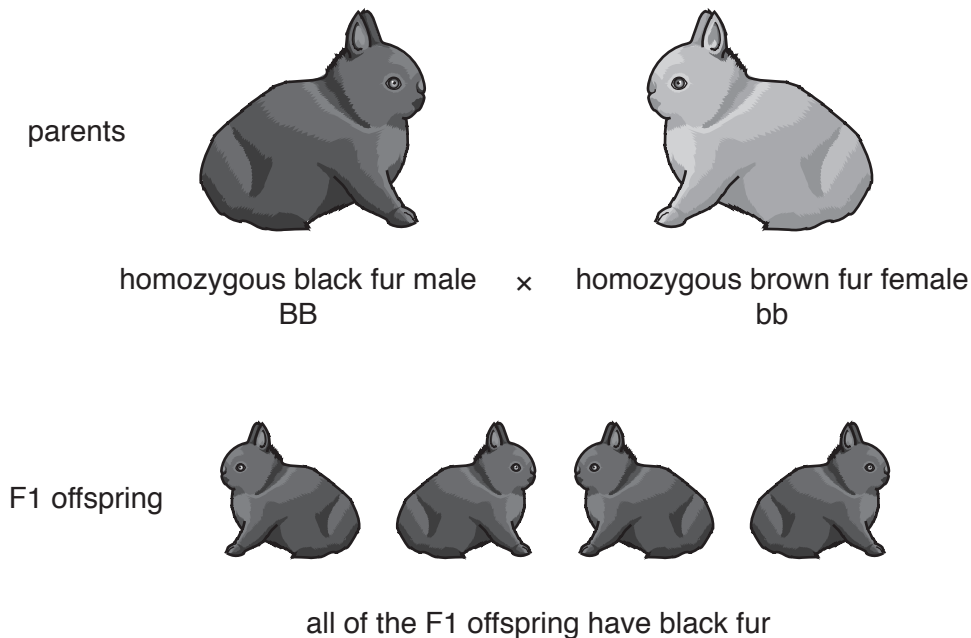 parents
homozygous black fur male × homozygous brown fur female
BB bb
F1 offspring
all of the F1 offspring have black fur